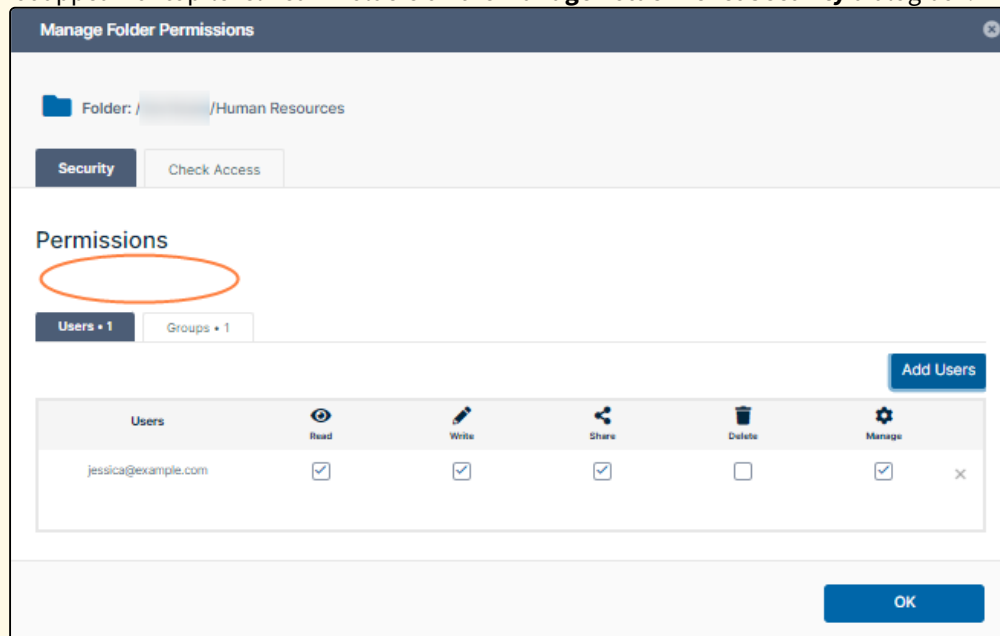 Manage Folder Permissions
Folder: / /Human Resources
Security Check Access
Permissions
Users • 1 Groups • 1
Add Users
Users Read Write Share Delete Manage
jessica@example.com
OK